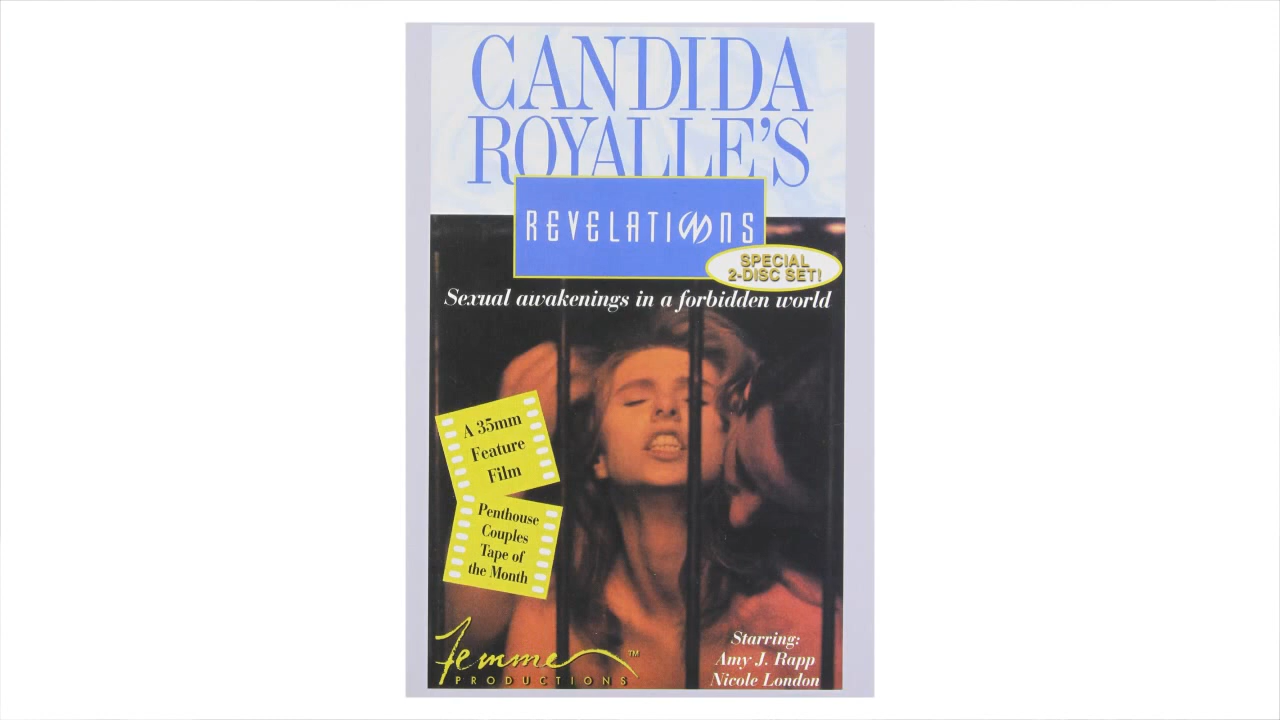 CANDIDA
ROYALLE'S
REVELATIONS
SPECIAL
2-DISC SET!
Sexual awakenings in a forbidden world
A 35mm
Feature
Film
Penthouse
Couples
Tape of
the Month
Femme TM
PRODUCTIONS
Starring:
Amy J. Rapp
Nicole London